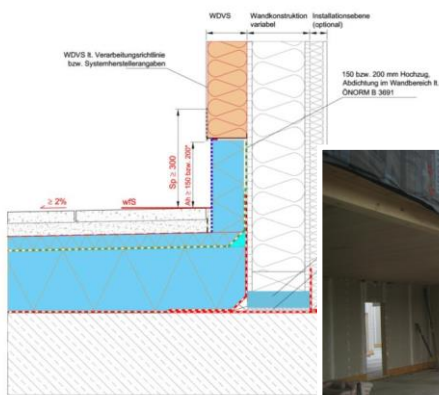 WDVS
Wandkonstruktion
variabel
Installationsebene
(optional)
WDVS lt. Verarbeitungsrichtlinie
bzw. Systemherstellerangaben
150 bzw. 200 mm Hochzug,
Abdichtung im Wandbereich lt.
ÖNORM B 3691
Sp ≥ 300
Ah ≥ 150 bzw. 200*
≥ 2%
wfS